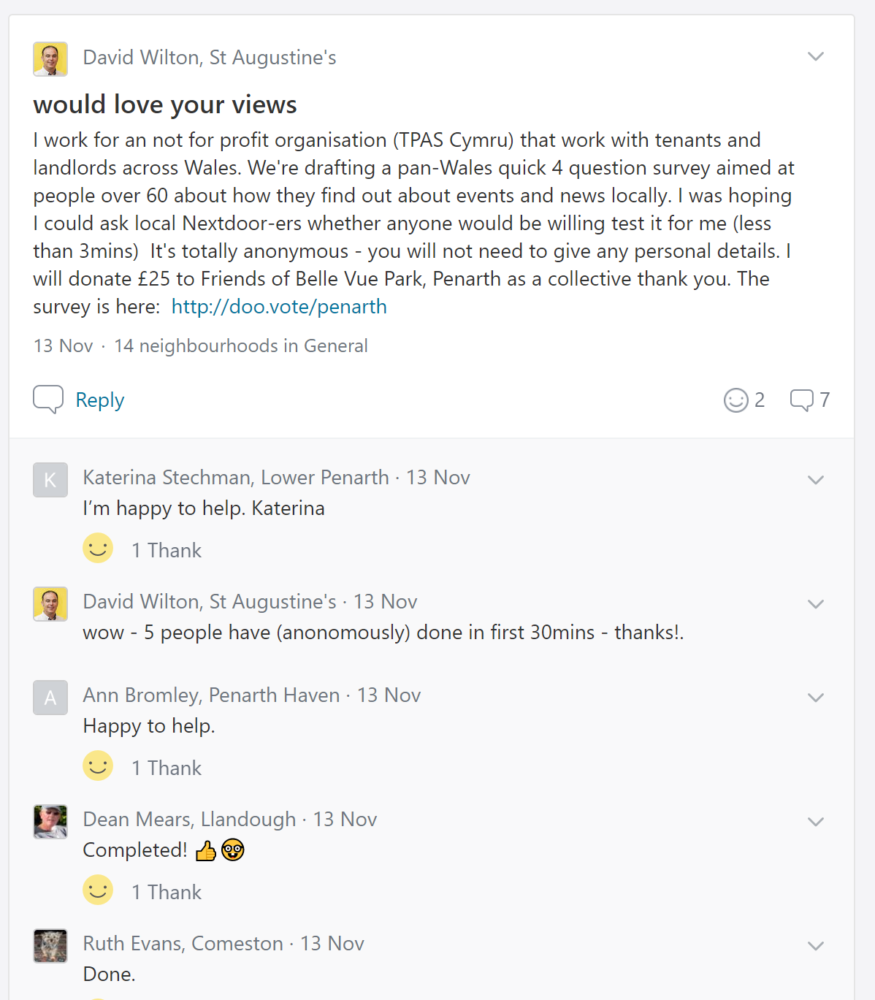 David Wilton, St Augustine's
would love your views
I work for an not for profit organisation (TPAS Cymru) that work with tenants and
landlords across Wales. We're drafting a pan-Wales quick 4 question survey aimed at
people over 60 about how they find out about events and news locally. I was hoping
I could ask local Nextdoor-ers whether anyone would be willing test it for me (less
than 3mins)  It's totally anonymous - you will not need to give any personal details. I
will donate £25 to Friends of Belle Vue Park, Penarth as a collective thank you. The
survey is here:  http://doo.vote/penarth
13 Nov · 14 neighbourhoods in General
Reply 2 7
K
Katerina Stechman, Lower Penarth · 13 Nov
I’m happy to help. Katerina
1 Thank
David Wilton, St Augustine's · 13 Nov
wow - 5 people have (anonomously) done in first 30mins - thanks!.
A
Ann Bromley, Penarth Haven · 13 Nov
Happy to help.
1 Thank
Dean Mears, Llandough · 13 Nov
Completed! 👍🤓
1 Thank
Ruth Evans, Comeston · 13 Nov
Done.